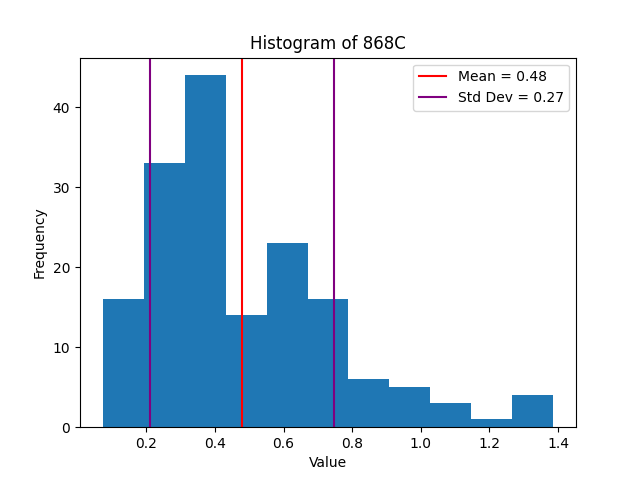 Histogram of 868C
Mean = 0.48
Std Dev = 0.27
Frequency
40
30
20
10
0
0.2 0.4 0.6 0.8 1.0 1.2 1.4
Value